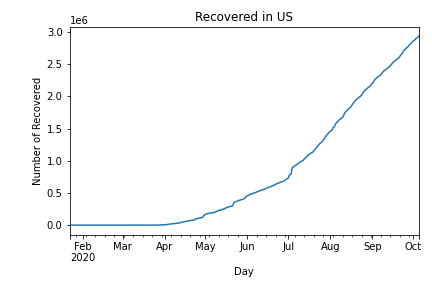 Recovered in US
1e6
3.0
2.5
2.0
1.5
1.0
0.5
0.0
Number of Recovered
Feb Mar Apr May Jun Jul Aug Sep Oct
2020
Day